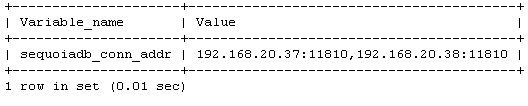 +--------------------+-----------------------------------------+
| Variable_name      | Value                                   |
+--------------------+-----------------------------------------+
| sequoiadb_conn_addr | 192.168.20.37:11810,192.168.20.38:11810 |
+--------------------+-----------------------------------------+
1 row in set (0.01 sec)